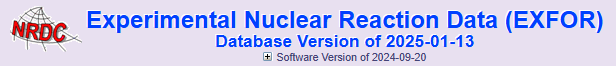 NRDC
Experimental Nuclear Reaction Data (EXFOR)
Database Version of 2025-01-13
Software Version of 2024-09-20